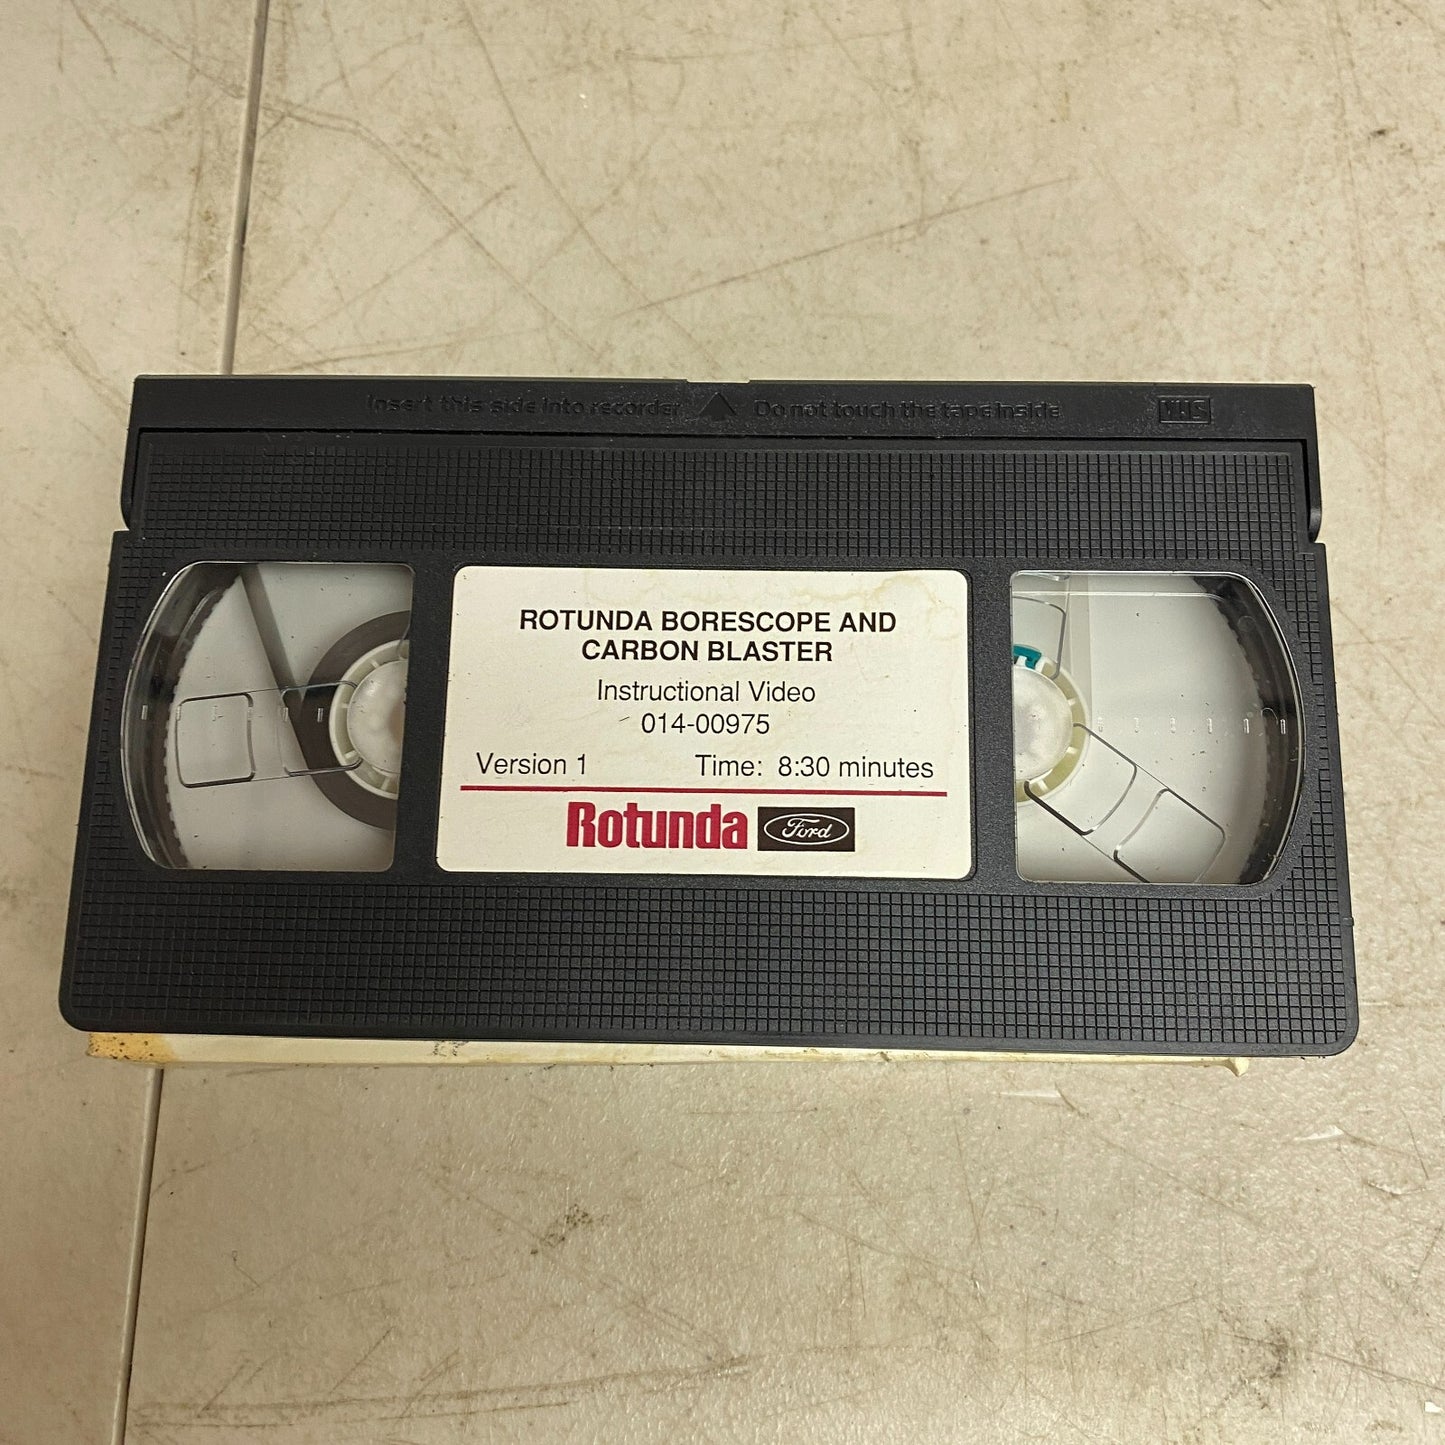 Insert this side into recorder Do not touch the tape inside VHS
ROTUNDA BORESCOPE AND
CARBON BLASTER
Instructional Video
014-00975
Version 1 Time: 8:30 minutes
Rotunda Ford